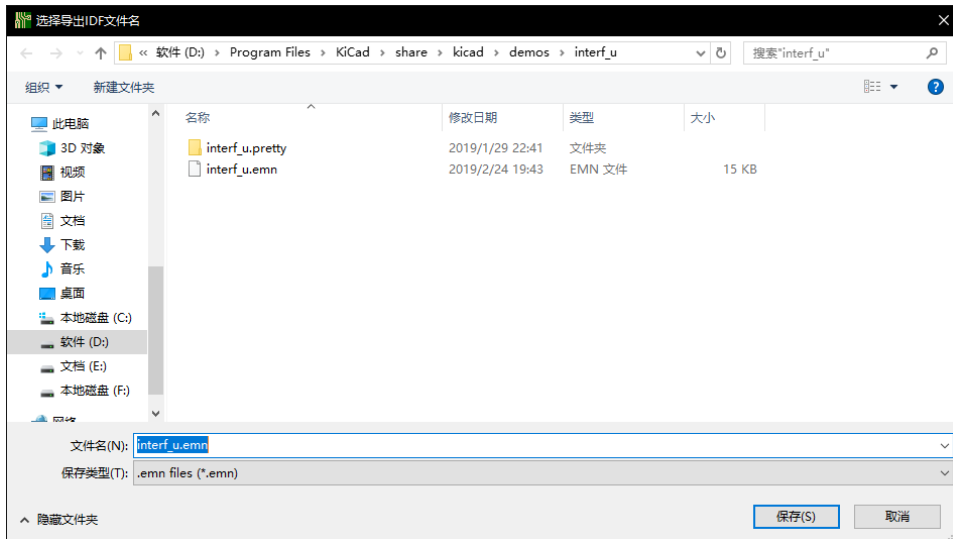 选择导出IDF文件名
« 软件 (D:) › Program Files › KiCad › share › kicad › demos › interf_u
搜索"interf_u"
组织 新建文件夹
名称 修改日期 类型 大小
interf_u.pretty 2019/1/29 22:41 文件夹
interf_u.emn 2019/2/24 19:43 EMN 文件 15 KB
此电脑
3D 对象
视频
图片
文档
下载
音乐
桌面
本地磁盘 (C:)
软件 (D:)
文档 (E:)
本地磁盘 (F:)
文件名(N): interf_u.emn
保存类型(T): .emn files (*.emn)
隐藏文件夹 保存(S) 取消